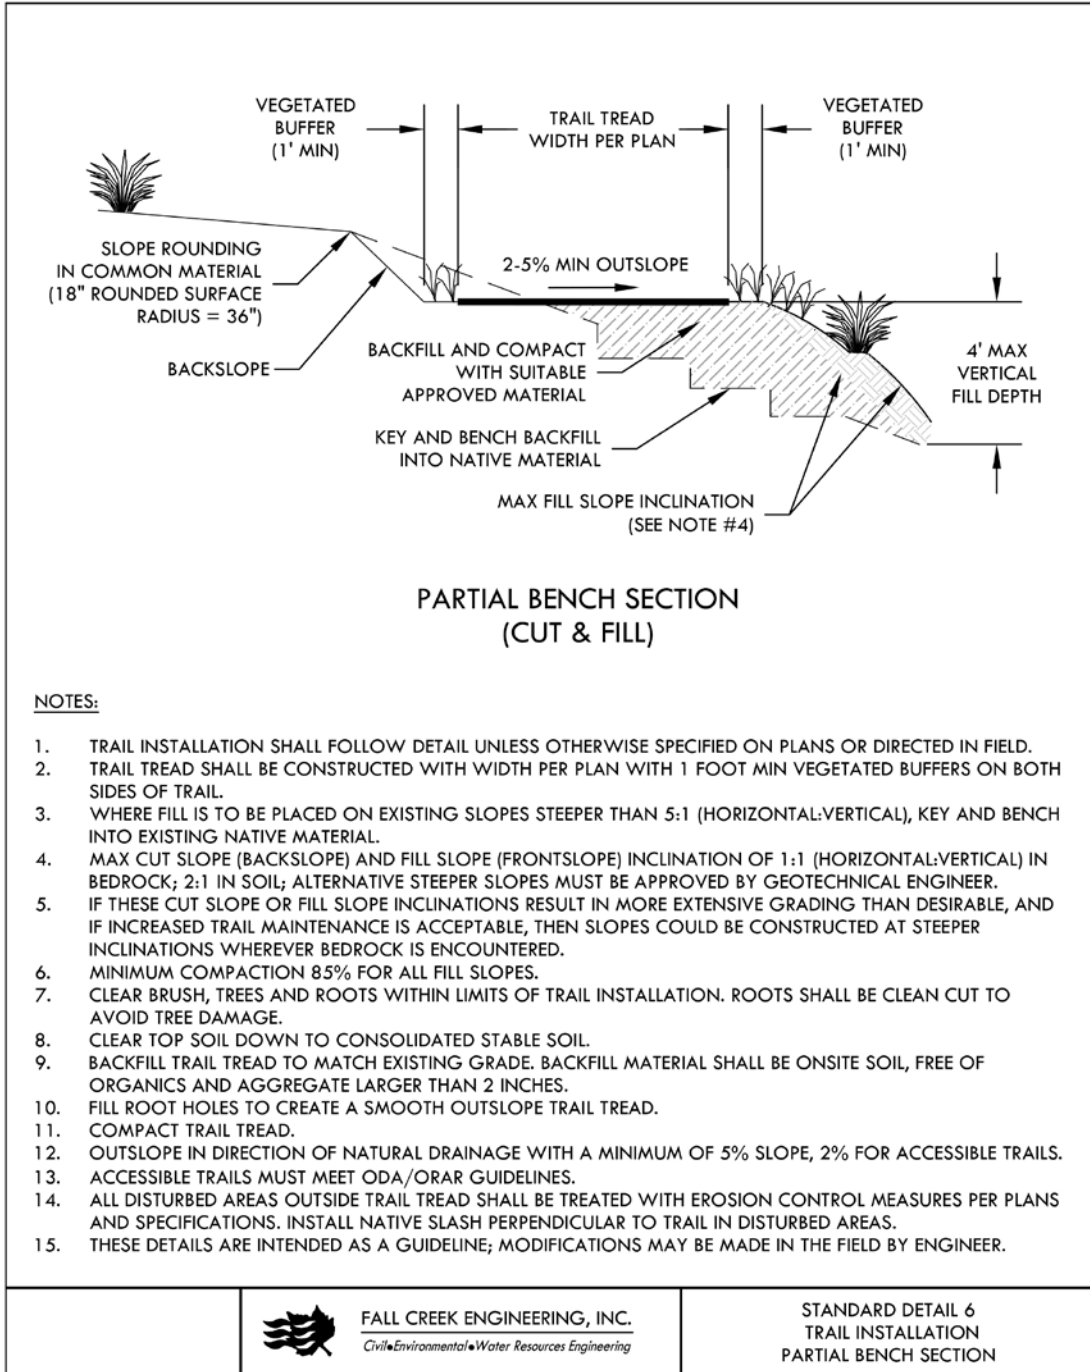 VEGETATED
BUFFER
(1' MIN)
TRAIL TREAD
WIDTH PER PLAN
VEGETATED
BUFFER
(1' MIN)
SLOPE ROUNDING
IN COMMON MATERIAL
(18" ROUNDED SURFACE
RADIUS = 36")
2-5% MIN OUTSLOPE
BACKSLOPE
BACKFILL AND COMPACT
WITH SUITABLE
APPROVED MATERIAL
4' MAX
VERTICAL
FILL DEPTH
KEY AND BENCH BACKFILL
INTO NATIVE MATERIAL
MAX FILL SLOPE INCLINATION
(SEE NOTE #4)
PARTIAL BENCH SECTION
(CUT & FILL)
NOTES:
1. TRAIL INSTALLATION SHALL FOLLOW DETAIL UNLESS OTHERWISE SPECIFIED ON PLANS OR DIRECTED IN FIELD.
2. TRAIL TREAD SHALL BE CONSTRUCTED WITH WIDTH PER PLAN WITH 1 FOOT MIN VEGETATED BUFFERS ON BOTH
SIDES OF TRAIL.
3. WHERE FILL IS TO BE PLACED ON EXISTING SLOPES STEEPER THAN 5:1 (HORIZONTAL:VERTICAL), KEY AND BENCH
INTO EXISTING NATIVE MATERIAL.
4. MAX CUT SLOPE (BACKSLOPE) AND FILL SLOPE (FRONTSLOPE) INCLINATION OF 1:1 (HORIZONTAL:VERTICAL) IN
BEDROCK; 2:1 IN SOIL; ALTERNATIVE STEEPER SLOPES MUST BE APPROVED BY GEOTECHNICAL ENGINEER.
5. IF THESE CUT SLOPE OR FILL SLOPE INCLINATIONS RESULT IN MORE EXTENSIVE GRADING THAN DESIRABLE, AND
IF INCREASED TRAIL MAINTENANCE IS ACCEPTABLE, THEN SLOPES COULD BE CONSTRUCTED AT STEEPER
INCLINATIONS WHEREVER BEDROCK IS ENCOUNTERED.
6. MINIMUM COMPACTION 85% FOR ALL FILL SLOPES.
7. CLEAR BRUSH, TREES AND ROOTS WITHIN LIMITS OF TRAIL INSTALLATION. ROOTS SHALL BE CLEAN CUT TO
AVOID TREE DAMAGE.
8. CLEAR TOP SOIL DOWN TO CONSOLIDATED STABLE SOIL.
9. BACKFILL TRAIL TREAD TO MATCH EXISTING GRADE. BACKFILL MATERIAL SHALL BE ONSITE SOIL, FREE OF
ORGANICS AND AGGREGATE LARGER THAN 2 INCHES.
10. FILL ROOT HOLES TO CREATE A SMOOTH OUTSLOPE TRAIL TREAD.
11. COMPACT TRAIL TREAD.
12. OUTSLOPE IN DIRECTION OF NATURAL DRAINAGE WITH A MINIMUM OF 5% SLOPE, 2% FOR ACCESSIBLE TRAILS.
13. ACCESSIBLE TRAILS MUST MEET ODA/ORAR GUIDELINES.
14. ALL DISTURBED AREAS OUTSIDE TRAIL TREAD SHALL BE TREATED WITH EROSION CONTROL MEASURES PER PLANS
AND SPECIFICATIONS. INSTALL NATIVE SLASH PERPENDICULAR TO TRAIL IN DISTURBED AREAS.
15. THESE DETAILS ARE INTENDED AS A GUIDELINE; MODIFICATIONS MAY BE MADE IN THE FIELD BY ENGINEER.
FALL CREEK ENGINEERING, INC.
Civil•Environmental•Water Resources Engineering
STANDARD DETAIL 6
TRAIL INSTALLATION
PARTIAL BENCH SECTION